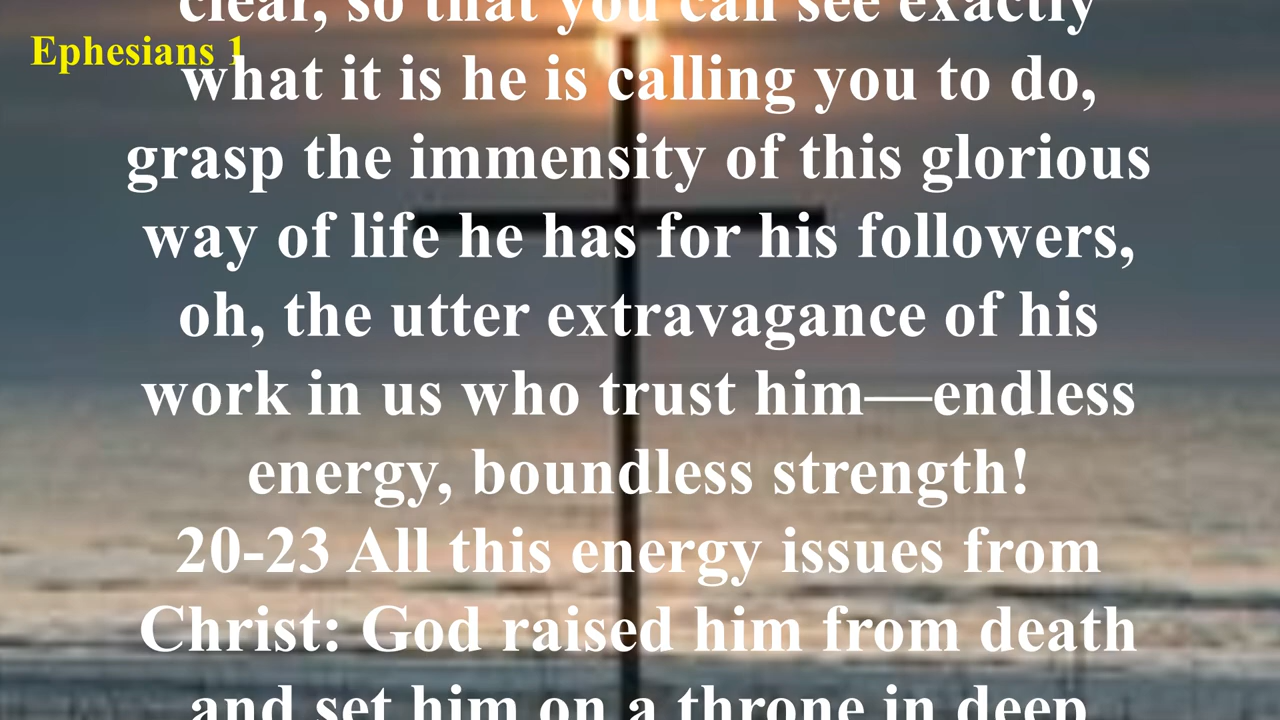 clear, so that you can see exactly
Ephesians 1
what it is he is calling you to do,
grasp the immensity of this glorious
way of life he has for his followers,
oh, the utter extravagance of his
work in us who trust him—endless
energy, boundless strength!
20-23 All this energy issues from
Christ: God raised him from death
and set him on a throne in deep